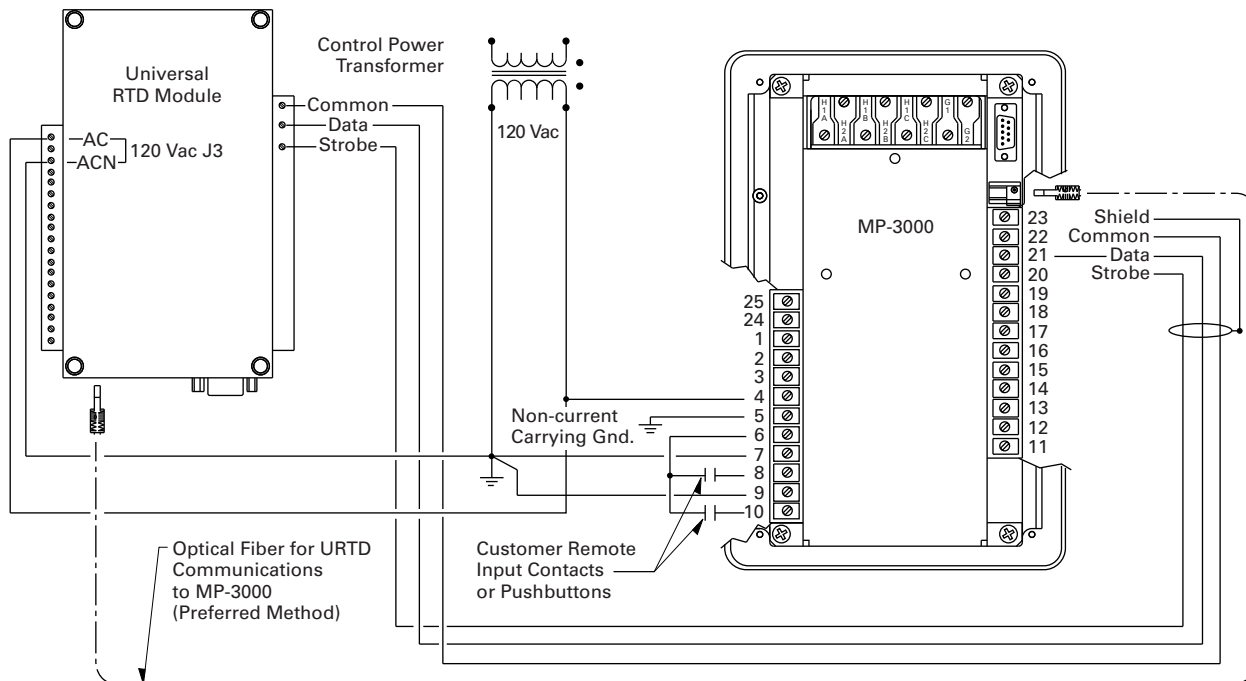 Universal
RTD Module
AC
ACN
120 Vac J3
Common
Data
Strobe
Control Power
Transformer
120 Vac
H1A
H2A
H1B
H2B
H1C
H2C
G1
G2
MP-3000
23
22
21
20
19
18
17
16
15
14
13
12
11
Shield
Common
Data
Strobe
25
24
1
2
3
4
5
6
7
8
9
10
Non-current
Carrying Gnd.
Optical Fiber for URTD
Communications
to MP-3000
(Preferred Method)
Customer Remote
Input Contacts
or Pushbuttons